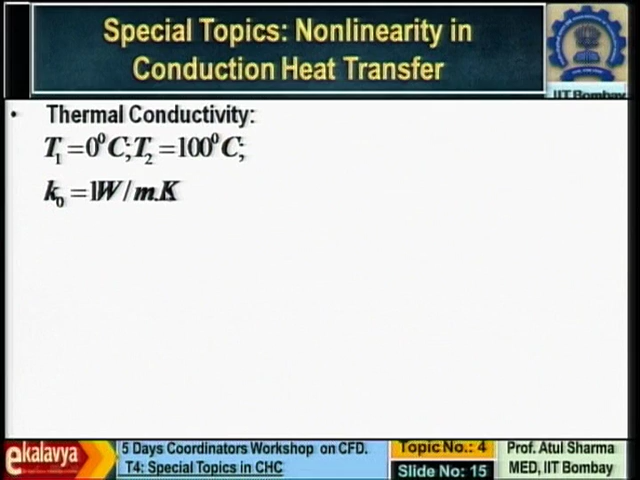 Special Topics: Nonlinearity in
Conduction Heat Transfer
IIT Bombay
• Thermal Conductivity:
T₁ = 0⁰ C; T₂ = 100⁰ C;
k₀ = 1W / m.K
ekalavya
5 Days Coordinators Workshop on CFD.
T4: Special Topics in CHC
Topic No.: 4
Slide No: 15
Prof. Atul Sharma
MED, IIT Bombay